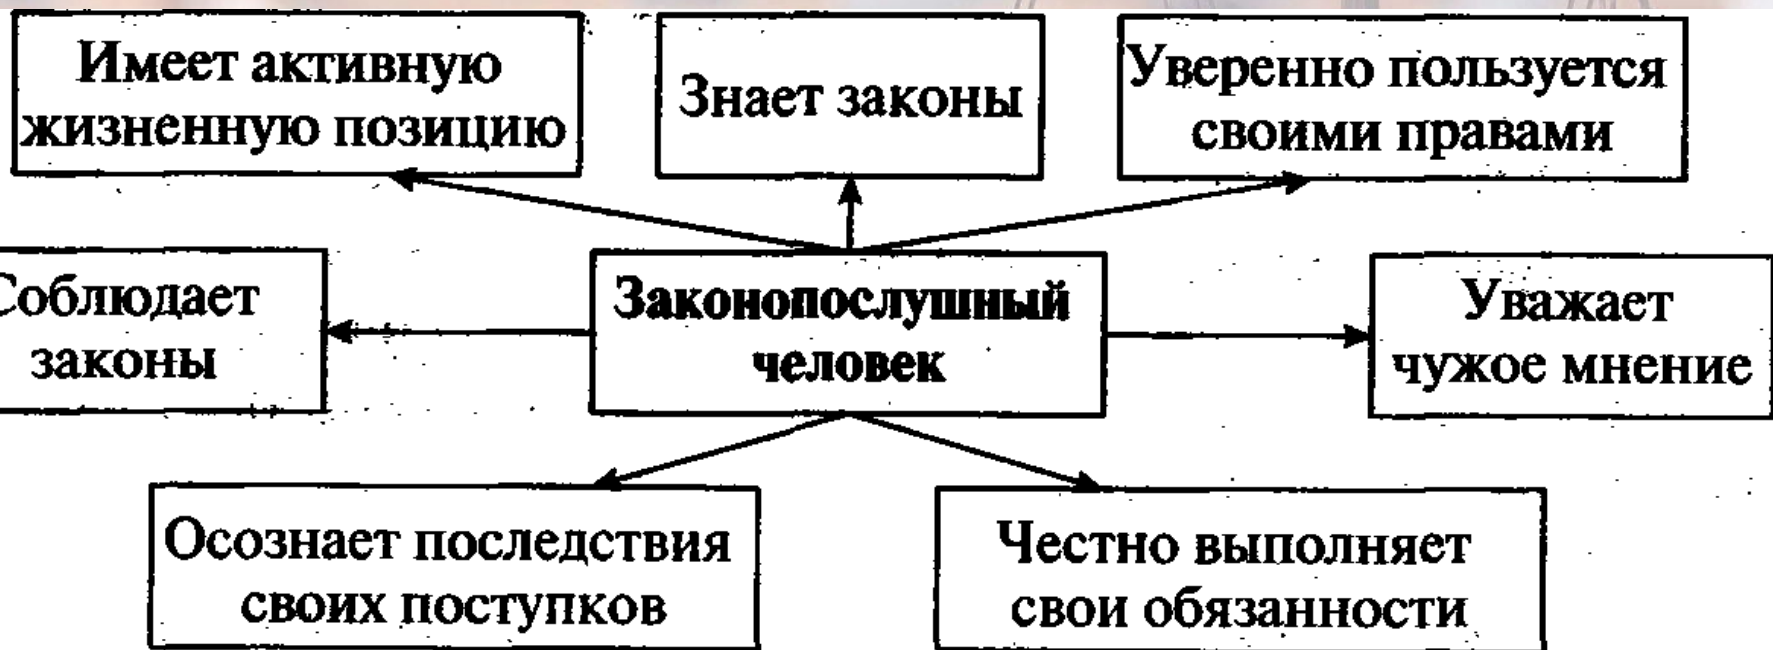 Имеет активную
жизненную позицию
Знает законы
Уверенно пользуется
своими правами
Соблюдает
законы
Законопослушный
человек
Уважает
чужое мнение
Осознает последствия
своих поступков
Честно выполняет
свои обязанности